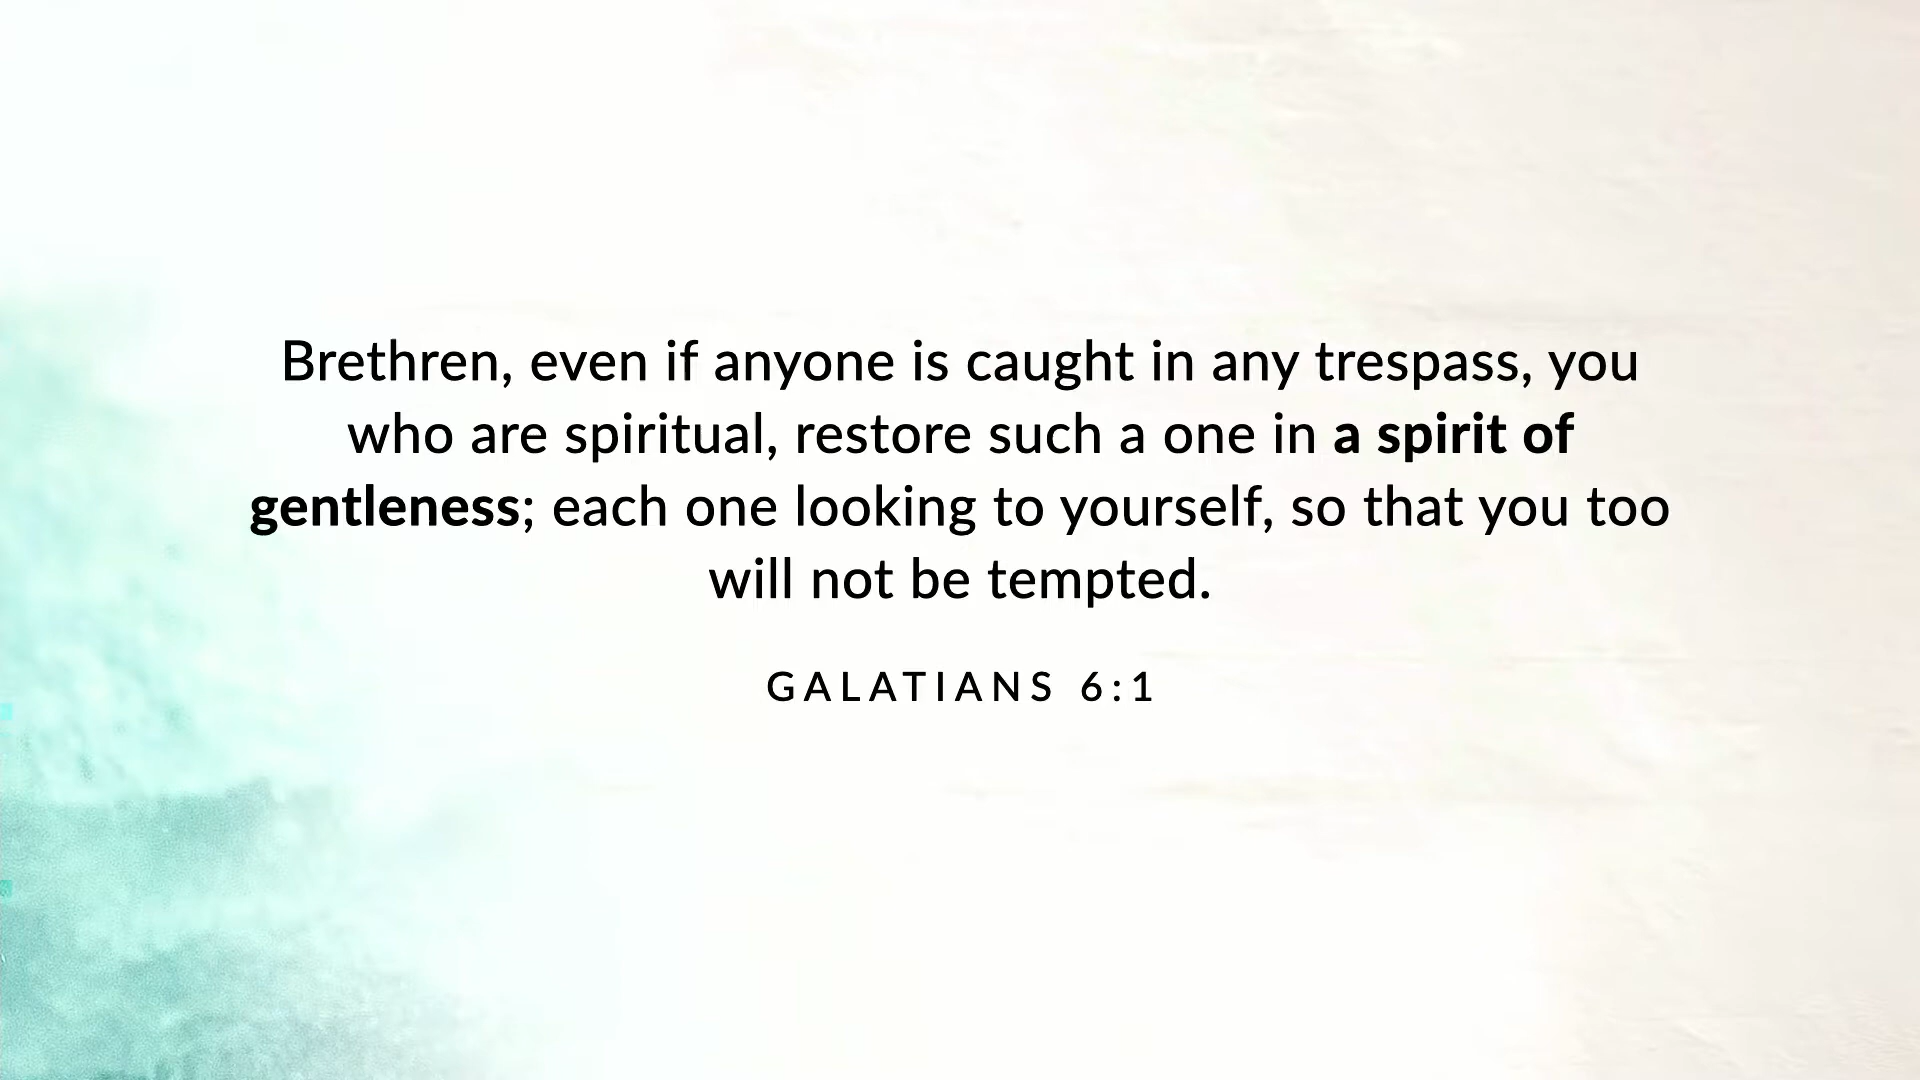 Brethren, even if anyone is caught in any trespass, you
who are spiritual, restore such a one in a spirit of
gentleness; each one looking to yourself, so that you too
will not be tempted.
GALATIANS 6:1